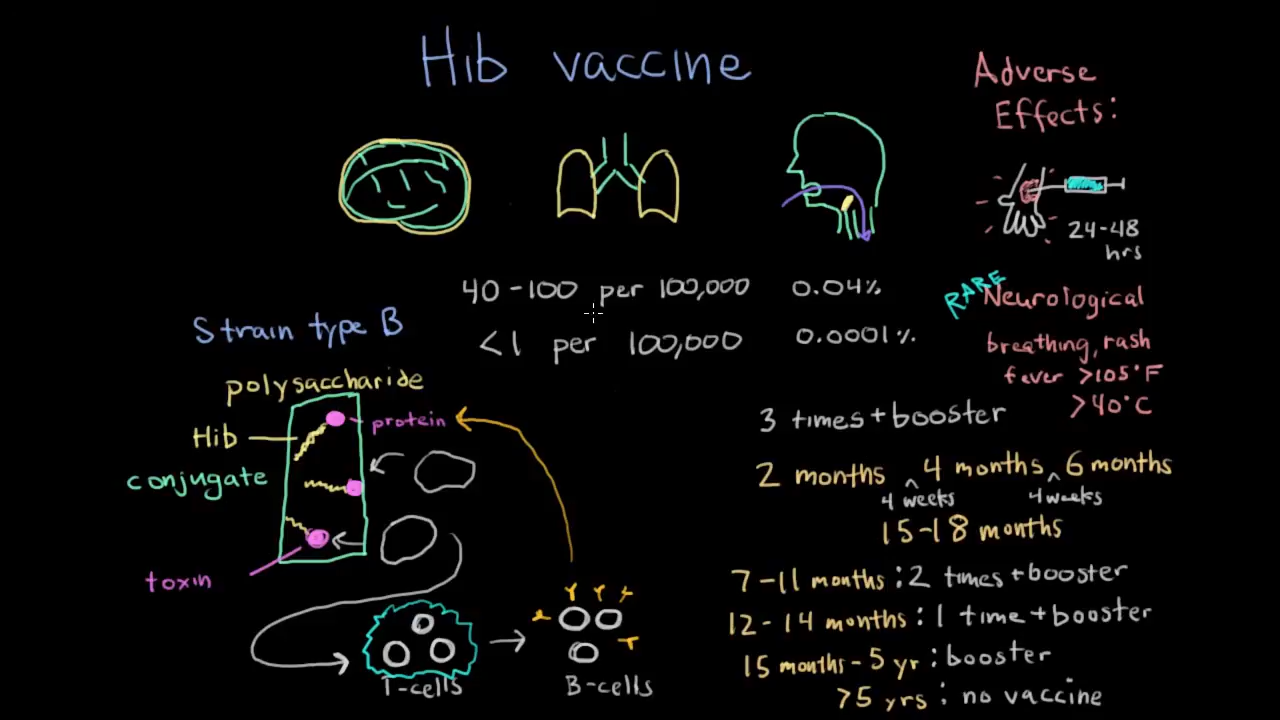 Hib vaccine
Adverse
Effects:
24-48
hrs
40-100 per 100,000 0.04%
<1 per 100,000 0.0001%
RARE
Neurological
breathing, rash
fever >105°F
>40°C
Strain type B
polysaccharide
protein
Hib
conjugate
toxin
T-cells
B-cells
3 times + booster
2 months 4 months 6 months
4 weeks 4 weeks
15-18 months
7-11 months: 2 times + booster
12-14 months: 1 time + booster
15 months - 5 yr: booster
>5 yrs: no vaccine